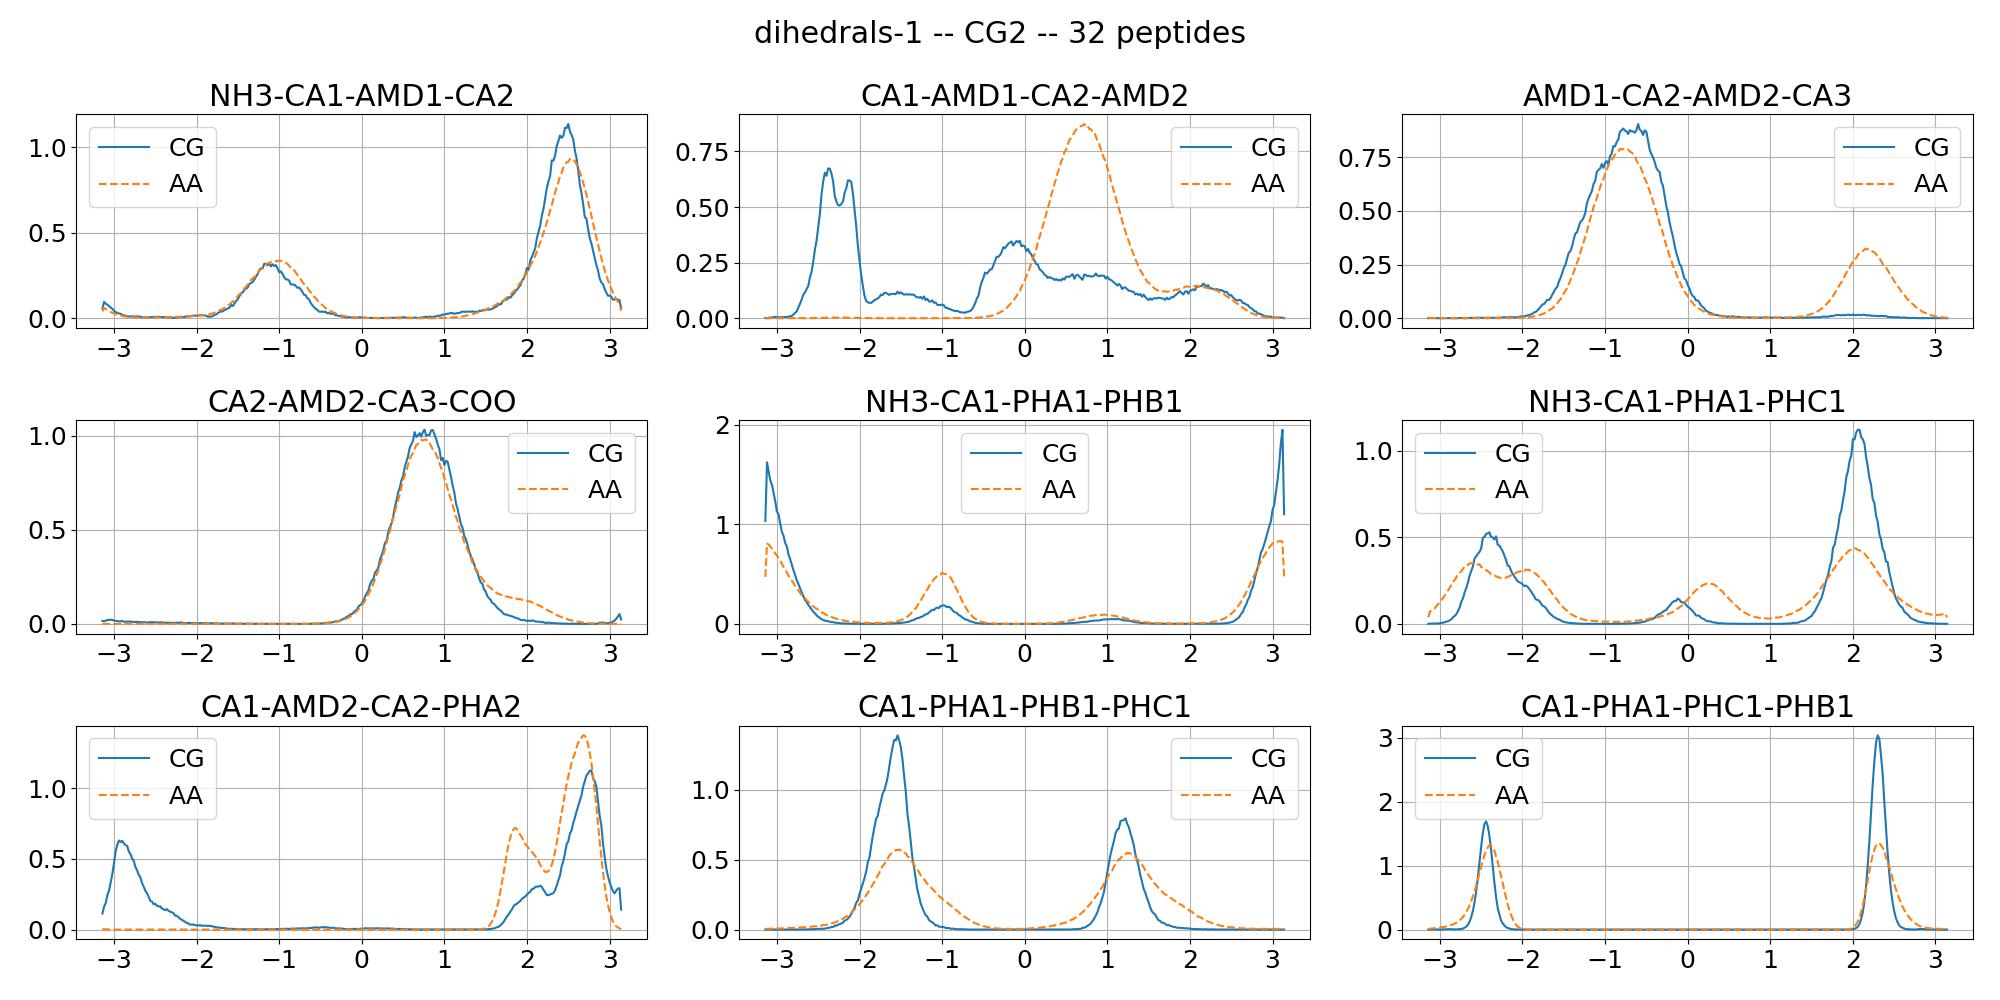 dihedrals-1 -- CG2 -- 32 peptides
NH3-CA1-AMD1-CA2
CA1-AMD1-CA2-AMD2
AMD1-CA2-AMD2-CA3
1.0
0.5
0.0
CG
AA
−3 −2 −1 0 1 2 3
0.75
0.50
0.25
0.00
CG
AA
−3 −2 −1 0 1 2 3
0.75
0.50
0.25
0.00
CG
AA
−3 −2 −1 0 1 2 3
CA2-AMD2-CA3-COO
NH3-CA1-PHA1-PHB1
NH3-CA1-PHA1-PHC1
1.0
0.5
0.0
CG
AA
−3 −2 −1 0 1 2 3
2
1
0
CG
AA
−3 −2 −1 0 1 2 3
1.0
0.5
0.0
CG
AA
−3 −2 −1 0 1 2 3
CA1-AMD2-CA2-PHA2
CA1-PHA1-PHB1-PHC1
CA1-PHA1-PHC1-PHB1
1.0
0.5
0.0
CG
AA
−3 −2 −1 0 1 2 3
1.0
0.5
0.0
CG
AA
−3 −2 −1 0 1 2 3
3
2
1
0
CG
AA
−3 −2 −1 0 1 2 3